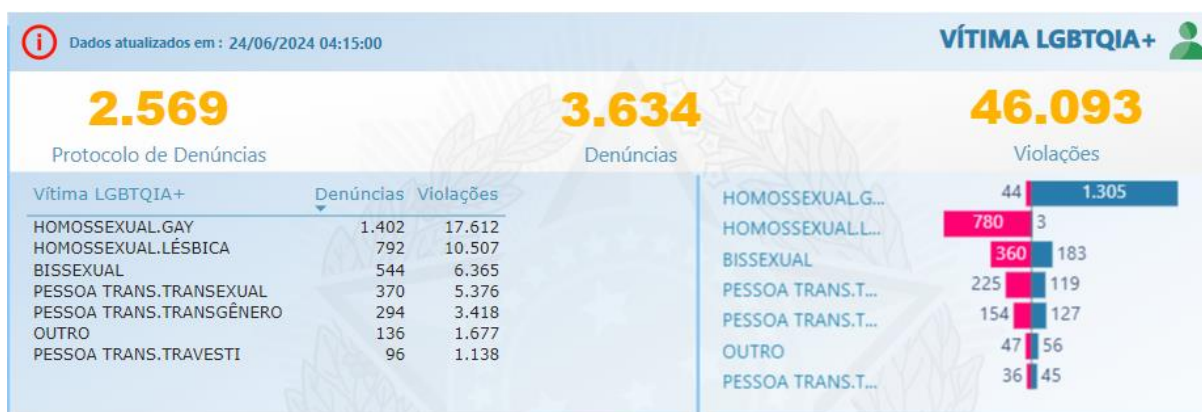 Dados atualizados em : 24/06/2024 04:15:00
VÍTIMA LGBTQIA+
2.569
3.634
46.093
Protocolo de Denúncias
Denúncias
Violações
Vítima LGBTQIA+ Denúncias Violações
HOMOSSEXUAL.GAY 1.402 17.612
HOMOSSEXUAL.LÉSBICA 792 10.507
BISSEXUAL 544 6.365
PESSOA TRANS.TRANSEXUAL 370 5.376
PESSOA TRANS.TRANSGÊNERO 294 3.418
OUTRO 136 1.677
PESSOA TRANS.TRAVESTI 96 1.138
HOMOSSEXUAL.G... 44 1.305
HOMOSSEXUAL.L... 780 3
BISSEXUAL 360 183
PESSOA TRANS.T... 225 119
PESSOA TRANS.T... 154 127
OUTRO 47 56
PESSOA TRANS.T... 36 45